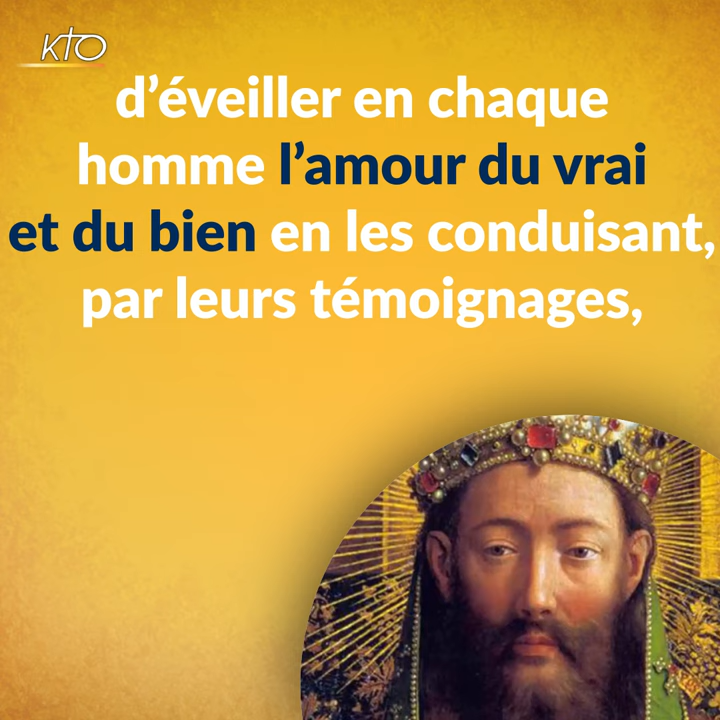 KTO
d’éveiller en chaque
homme l’amour du vrai
et du bien en les conduisant,
par leurs témoignages,